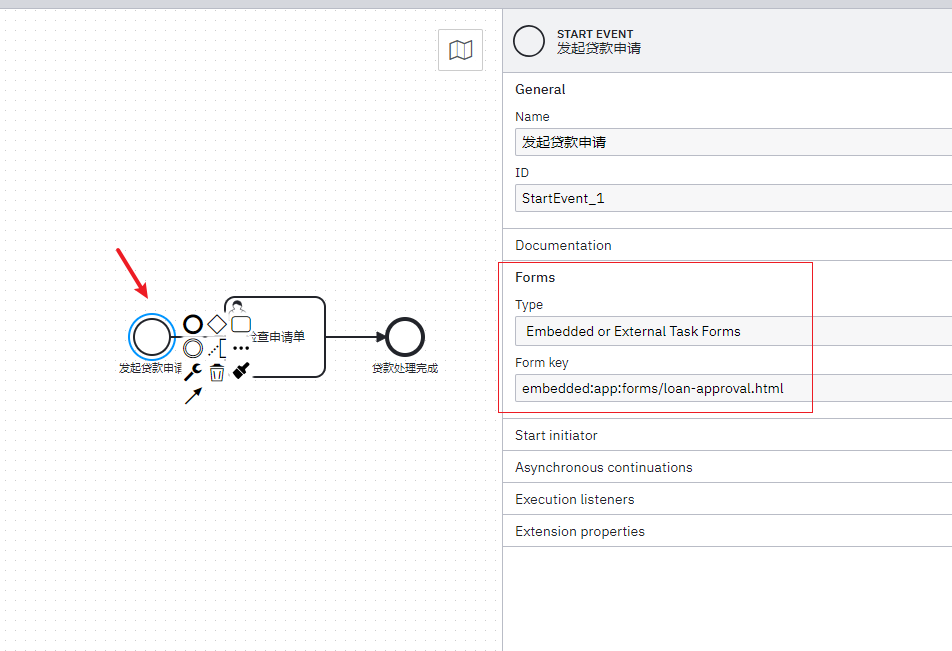 START EVENT
发起贷款申请
General
Name
发起贷款申请
ID
StartEvent_1
Documentation
Forms
Type
Embedded or External Task Forms
Form key
embedded:app:forms/loan-approval.html
Start initiator
Asynchronous continuations
Execution listeners
Extension properties
发起贷款申请
查申请单
贷款处理完成